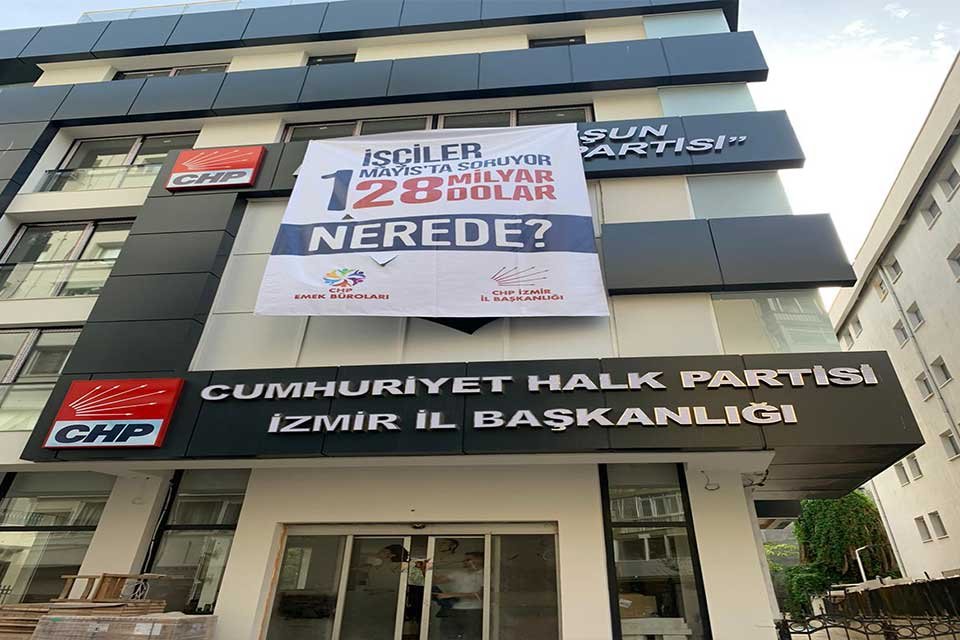 ŞUN
PARTİSİ”
İŞÇİLER
1 MAYIS'TA SORUYOR
128 MİLYAR DOLAR
NEREDE?
CHP
EMEK BÜROLARI
CHP İZMİR
İL BAŞKANLIĞI
CHP
CUMHURİYET HALK PARTİSİ
İZMİR İL BAŞKANLIĞI
CHP